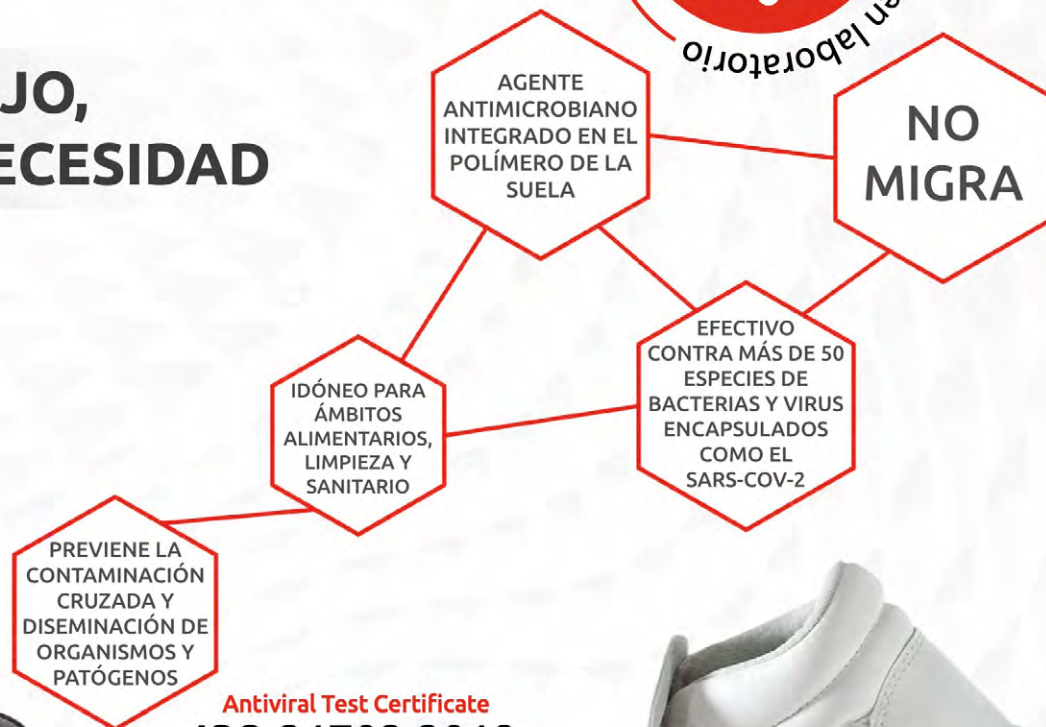 en laboratorio
JO,
ECESIDAD
AGENTE
ANTIMICROBIANO
INTEGRADO EN EL
POLÍMERO DE LA
SUELA
NO
MIGRA
EFECTIVO
CONTRA MÁS DE 50
ESPECIES DE
BACTERIAS Y VIRUS
ENCAPSULADOS
COMO EL
SARS-COV-2
IDÓNEO PARA
ÁMBITOS
ALIMENTARIOS,
LIMPIEZA Y
SANITARIO
PREVIENE LA
CONTAMINACIÓN
CRUZADA Y
DISEMINACIÓN DE
ORGANISMOS Y
PATÓGENOS
Antiviral Test Certificate